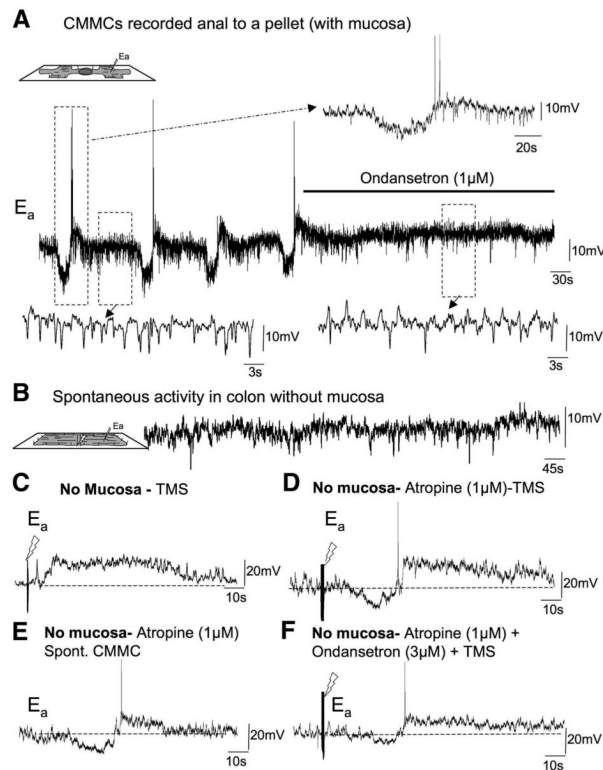 A CMMCs recorded anal to a pellet (with mucosa)
Ea
10mV
20s
Ondansetron (1µM)
Ea
10mV
30s
10mV
3s
10mV
3s
B Spontaneous activity in colon without mucosa
Ea
10mV
45s
C No Mucosa - TMS
Ea
20mV
10s
D No mucosa- Atropine (1µM)-TMS
Ea
20mV
10s
E No mucosa- Atropine (1µM)
Spont. CMMC
Ea
20mV
10s
F No mucosa- Atropine (1µM) +
Ondansetron (3µM) + TMS
Ea
20mV
10s